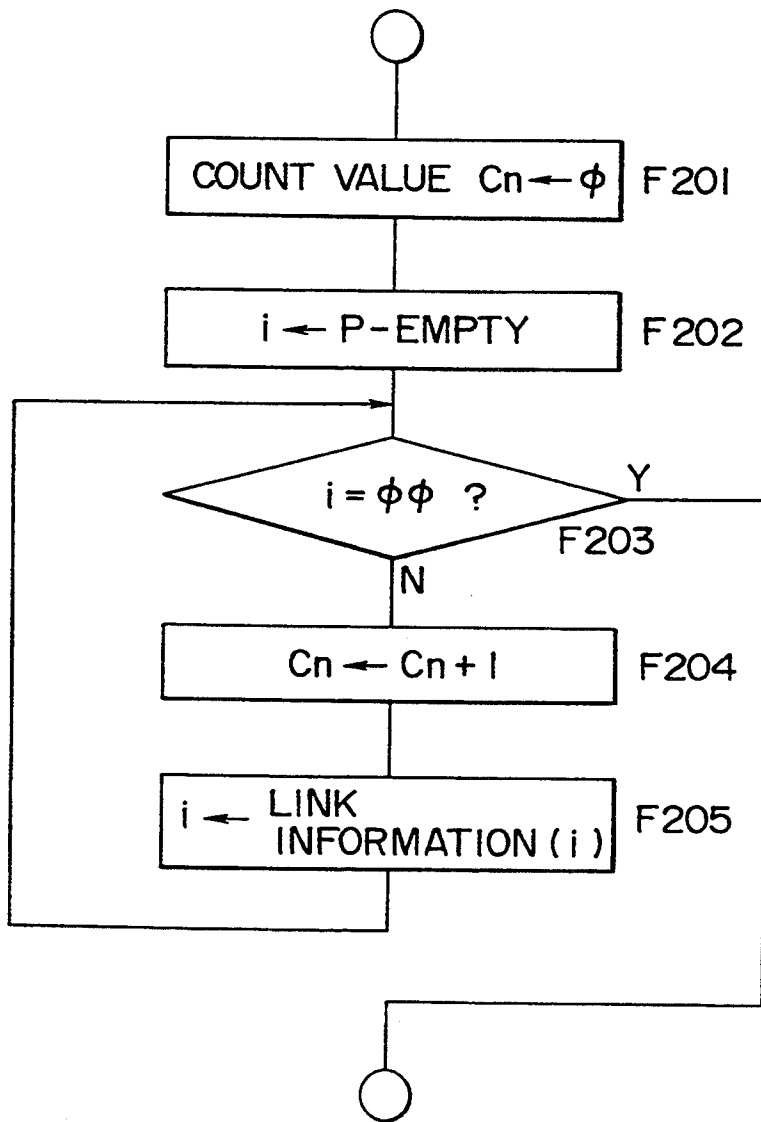 COUNT VALUE Cn ← ϕ F201
i ← P-EMPTY F202
i = ϕϕ ?
Y
F203
N
Cn ← Cn + 1 F204
i ← LINK
INFORMATION (i) F205